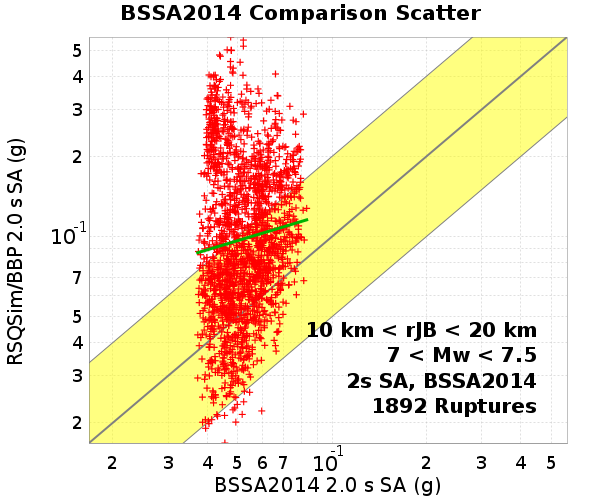 BSSA2014 Comparison Scatter
RSQSim/BBP 2.0 s SA (g)
5
4
3
2
10^-1
7
5
4
3
2
10 km < rJB < 20 km
7 < Mw < 7.5
2s SA, BSSA2014
1892 Ruptures
2 3 4 5 6 7 10^-1 2 3 4 5
BSSA2014 2.0 s SA (g)